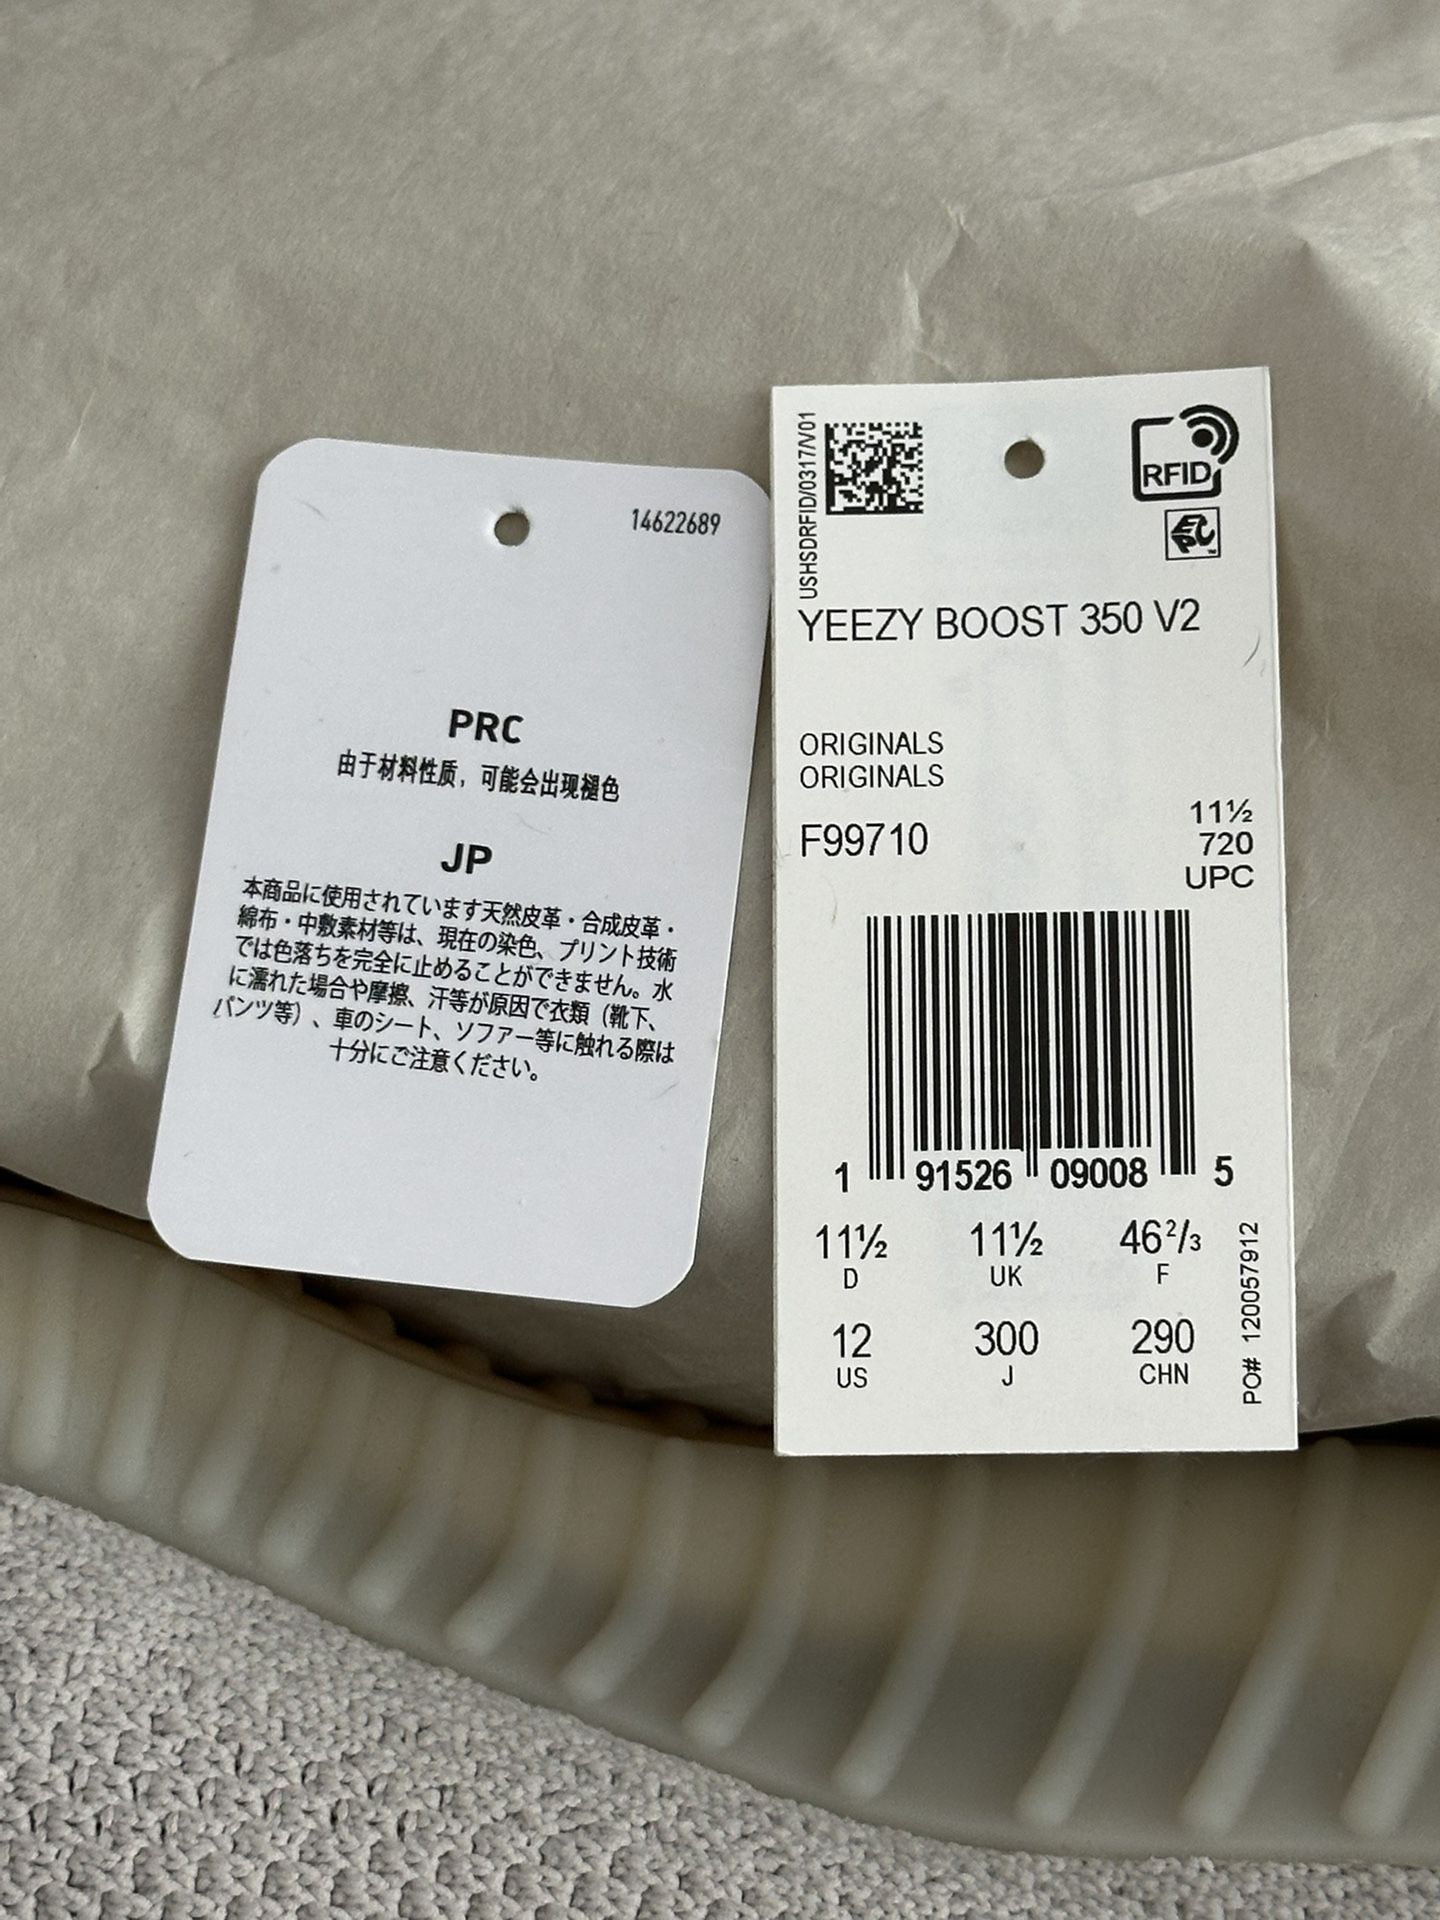 14622689
PRC
由于材料性质，可能会出现褪色
JP
本商品に使用されています天然皮革・合成皮革・
綿布・中敷素材等は、現在の染色、プリント技術
では色落ちを完全に止めることができません。水
に濡れた場合や摩擦、汗等が原因で衣類（靴下、
パンツ等）、車のシート、ソファー等に触れる際は
十分にご注意ください。
USHSDRFID/0317/V01
RFID
EPC
TM
YEEZY BOOST 350 V2
ORIGINALS
ORIGINALS
F99710
11½
720
UPC
1 91526 09008 5
11½ 11½ 46⅔
D UK F
12 300 290
US J CHN
PO# 120057912